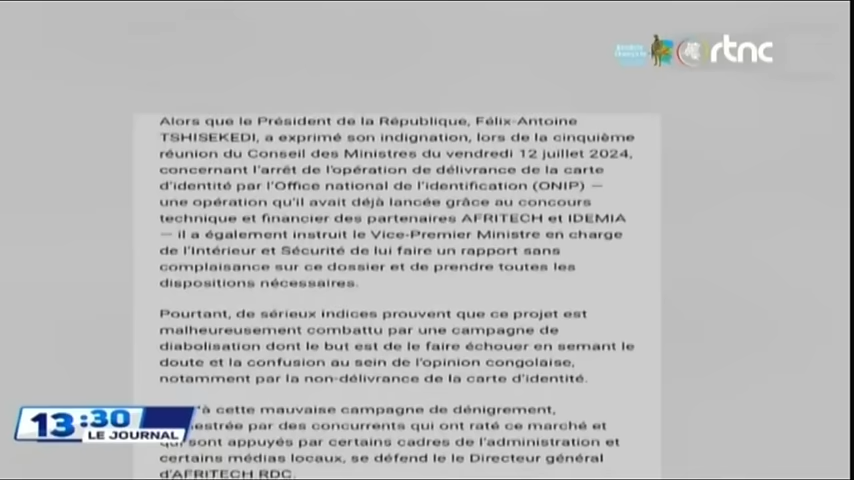 rtnc
Alors que le Président de la République, Félix-Antoine
TSHISEKEDI, a exprimé son indignation, lors de la cinquième
réunion du Conseil des Ministres du vendredi 12 juillet 2024,
concernant l'arrêt de l'opération de délivrance de la carte
d'identité par l'Office national de l'identification (ONIP) —
une opération qu'il avait déjà lancée grâce au concours
technique et financier des partenaires AFRITECH et IDEMIA
— il a également instruit le Vice-Premier Ministre en charge
de l'Intérieur et Sécurité de lui faire un rapport sans
complaisance sur ce dossier et de prendre toutes les
dispositions nécessaires.
Pourtant, de sérieux indices prouvent que ce projet est
malheureusement combattu par une campagne de
diabolisation dont le but est de le faire échouer en semant le
doute et la confusion au sein de l'opinion congolaise,
notamment par la non-délivrance de la carte d'identité.
à cette mauvaise campagne de dénigrement,
estrée par des concurrents qui ont raté ce marché et
qui sont appuyés par certains cadres de l'administration et
certains médias locaux, se défend le le Directeur général
d'AFRITECH RDC.
13:30
LE JOURNAL